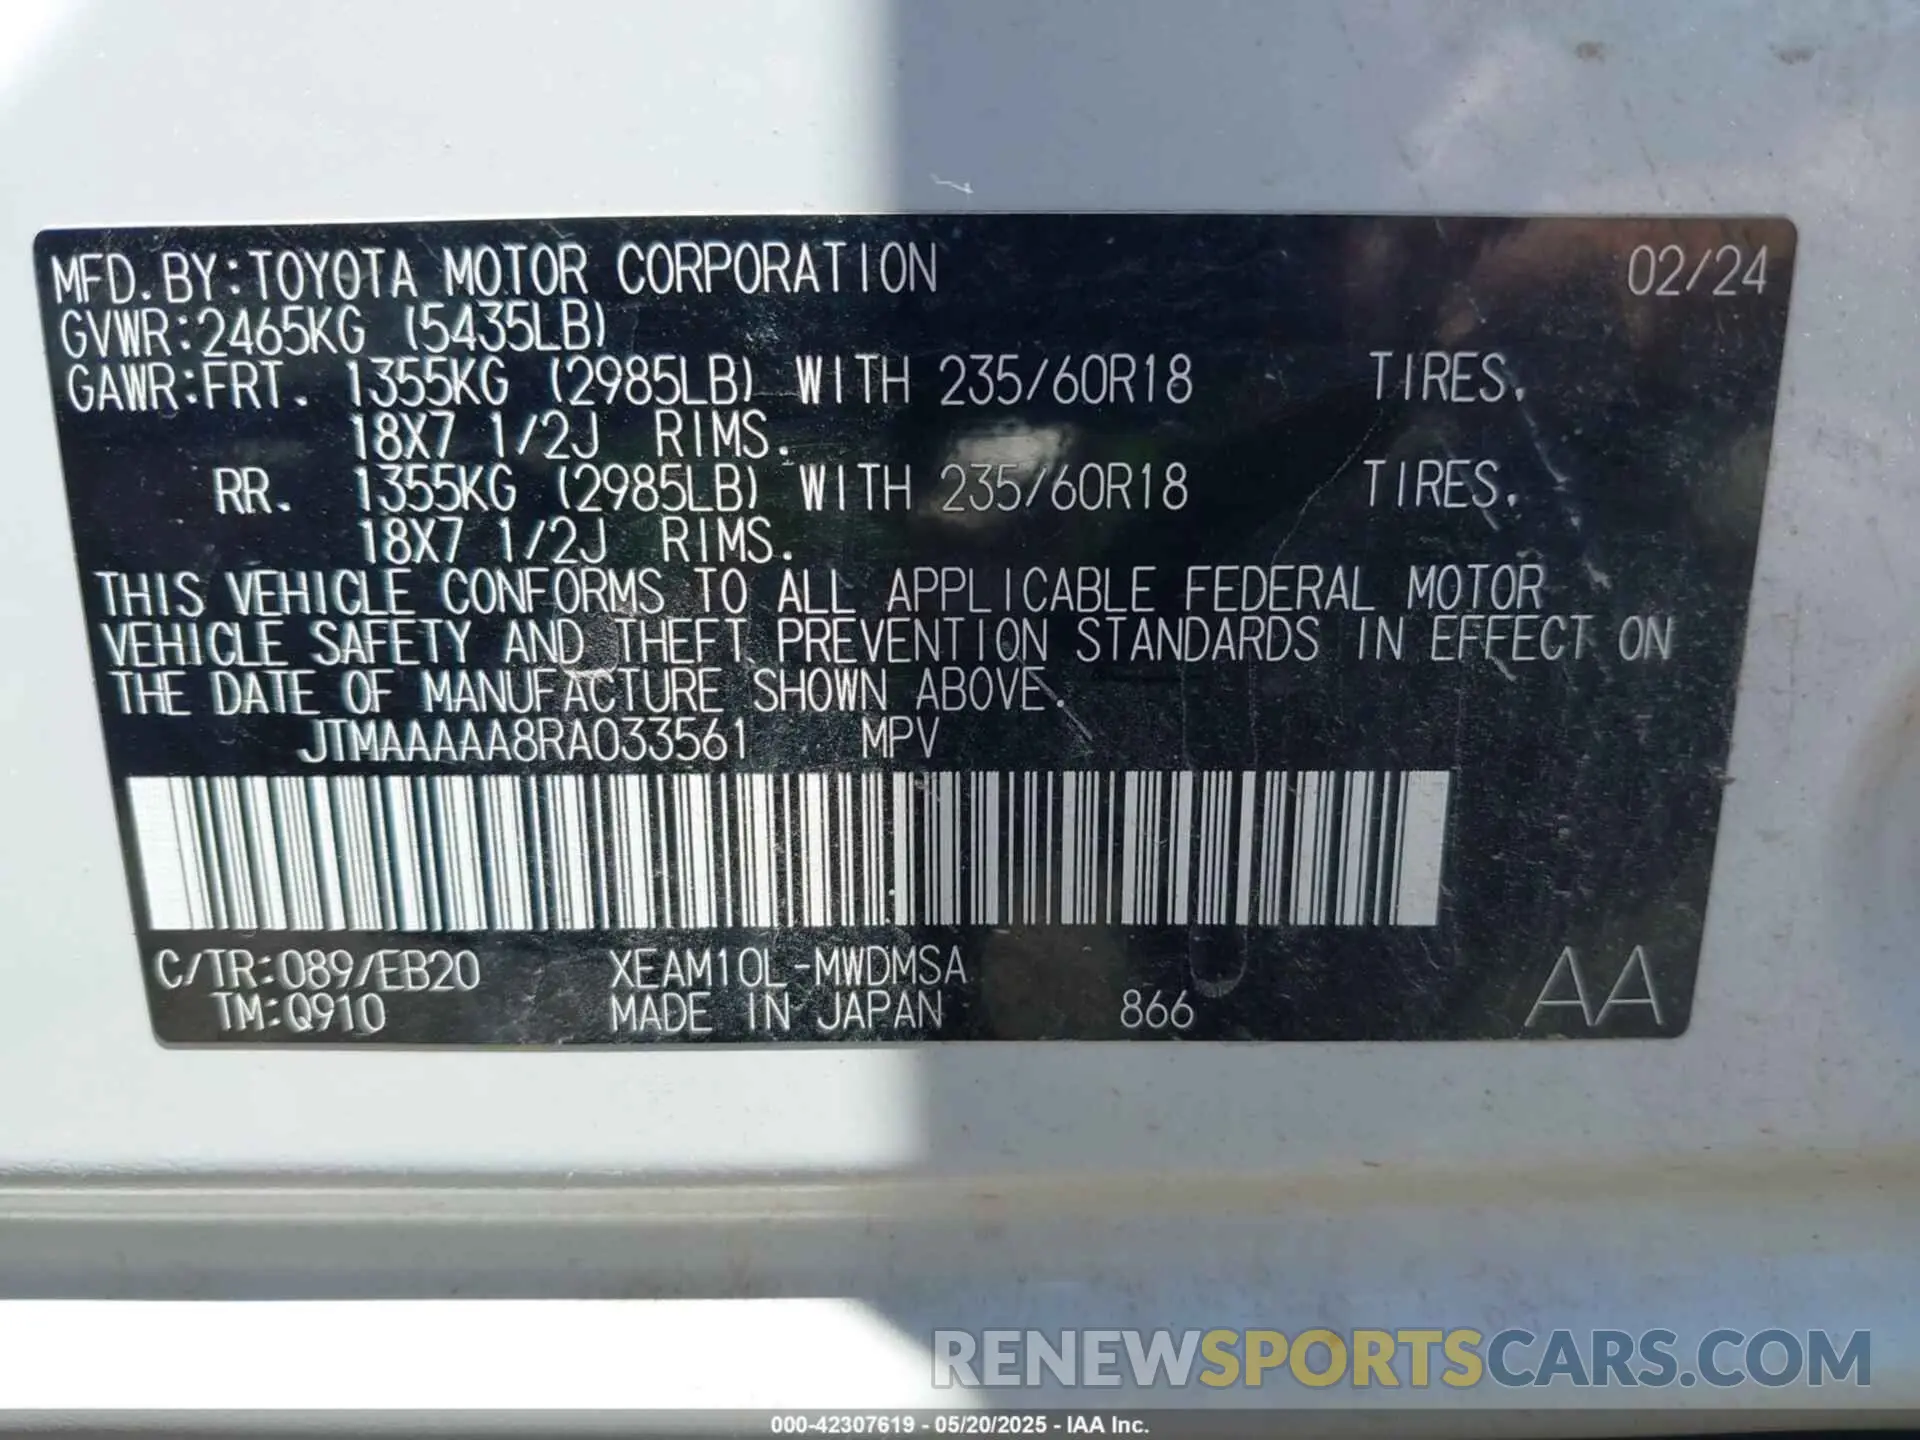 MFD.BY:TOYOTA MOTOR CORPORATION 02/24
GVWR:2465KG (5435LB)
GAWR:FRT. 1355KG (2985LB) WITH 235/60R18 TIRES.
18X7 1/2J RIMS.
RR. 1355KG (2985LB) WITH 235/60R18 TIRES.
18X7 1/2J RIMS.
THIS VEHICLE CONFORMS TO ALL APPLICABLE FEDERAL MOTOR
VEHICLE SAFETY AND THEFT PREVENTION STANDARDS IN EFFECT ON
THE DATE OF MANUFACTURE SHOWN ABOVE.
JTMAAAAA8RA033561 MPV
C/TR:089/EB20 XEAM10L-MWDMSA AA
TM:Q910 MADE IN JAPAN 866
RENEWSPORTSCARS.COM
000-42307619 - 05/20/2025 - IAA Inc.